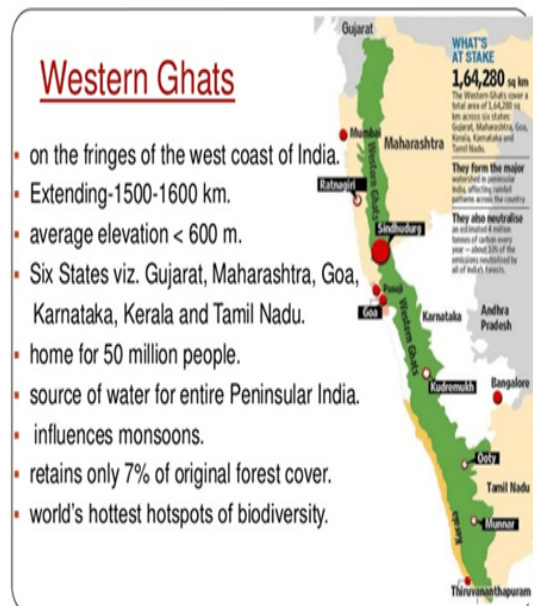 Western Ghats
on the fringes of the west coast of India.
Extending-1500-1600 km.
average elevation < 600 m.
Six States viz. Gujarat, Maharashtra, Goa,
Karnataka, Kerala and Tamil Nadu.
home for 50 million people.
source of water for entire Peninsular India.
influences monsoons.
retains only 7% of original forest cover.
world's hottest hotspots of biodiversity.
Gujarat
Mumbai
Maharashtra
Ratnagiri
Western Ghats
Sindhudurg
Panaji
Goa
Western Ghats
Karnataka
Andhra
Pradesh
Kudremukh
Bangalore
Ooty
Tamil Nadu
Kerala
Munnar
Thiruvananthapuram
WHAT'S
AT STAKE
1,64,280 sq km
The Western Ghats cover a
total area of 1,64,280 sq
km across six states:
Gujarat, Maharashtra, Goa,
Kerala, Karnataka and
Tamil Nadu.
They form the major
watershed in peninsular
India, affecting rainfall
patterns across the country.
They also neutralise
an estimated 4 million
tonnes of carbon every
year — about 10% of the
emissions neutralised by
all of India's forests.